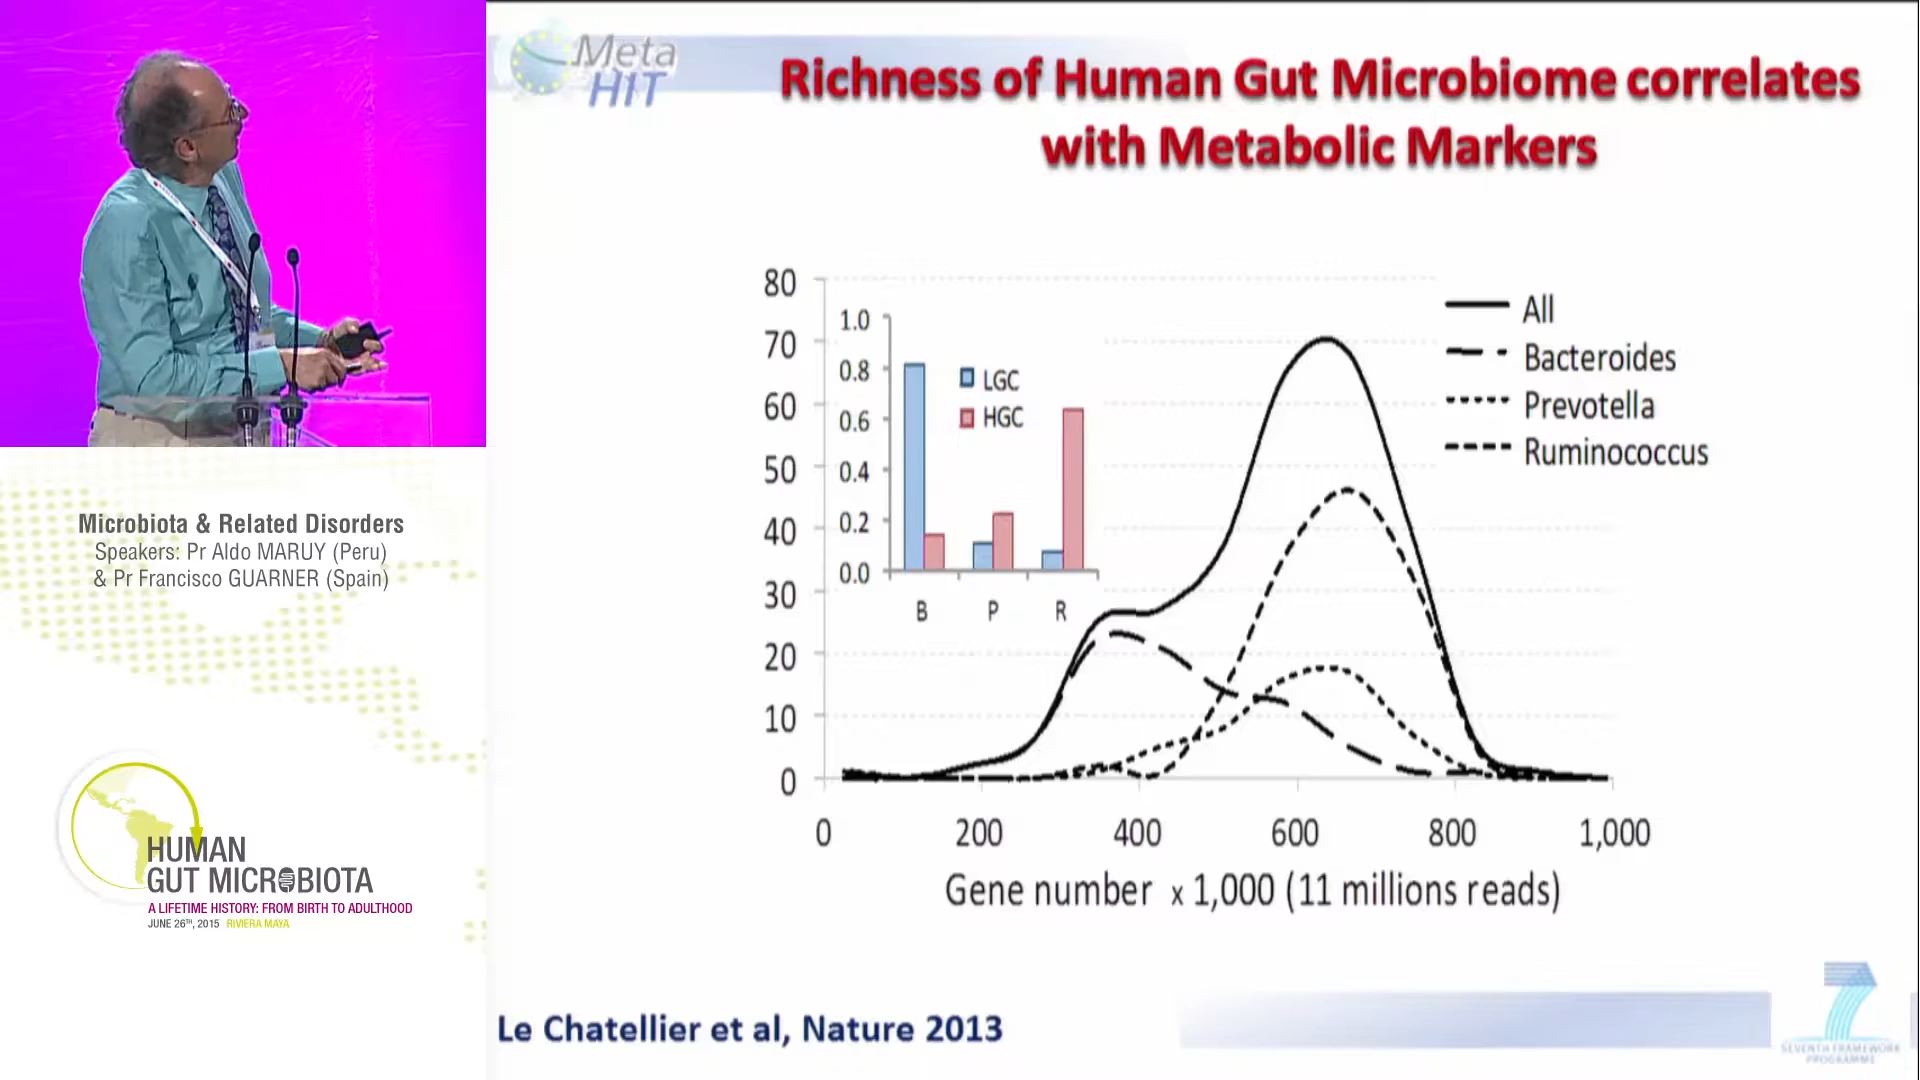 Meta
HIT
Richness of Human Gut Microbiome correlates
with Metabolic Markers
80
70
60
50
40
30
20
10
0
1.0
0.8
0.6
0.4
0.2
0.0
LGC
HGC
B P R
All
Bacteroides
Prevotella
Ruminococcus
0 200 400 600 800 1,000
Gene number x 1,000 (11 millions reads)
Le Chatellier et al, Nature 2013
SEVENTH FRAMEWORK
PROGRAMME
Microbiota & Related Disorders
Speakers: Pr Aldo MARUY (Peru)
& Pr Francisco GUARNER (Spain)
HUMAN
GUT MICROBIOTA
A LIFETIME HISTORY: FROM BIRTH TO ADULTHOOD
JUNE 26TH, 2015 RIVIERA MAYA